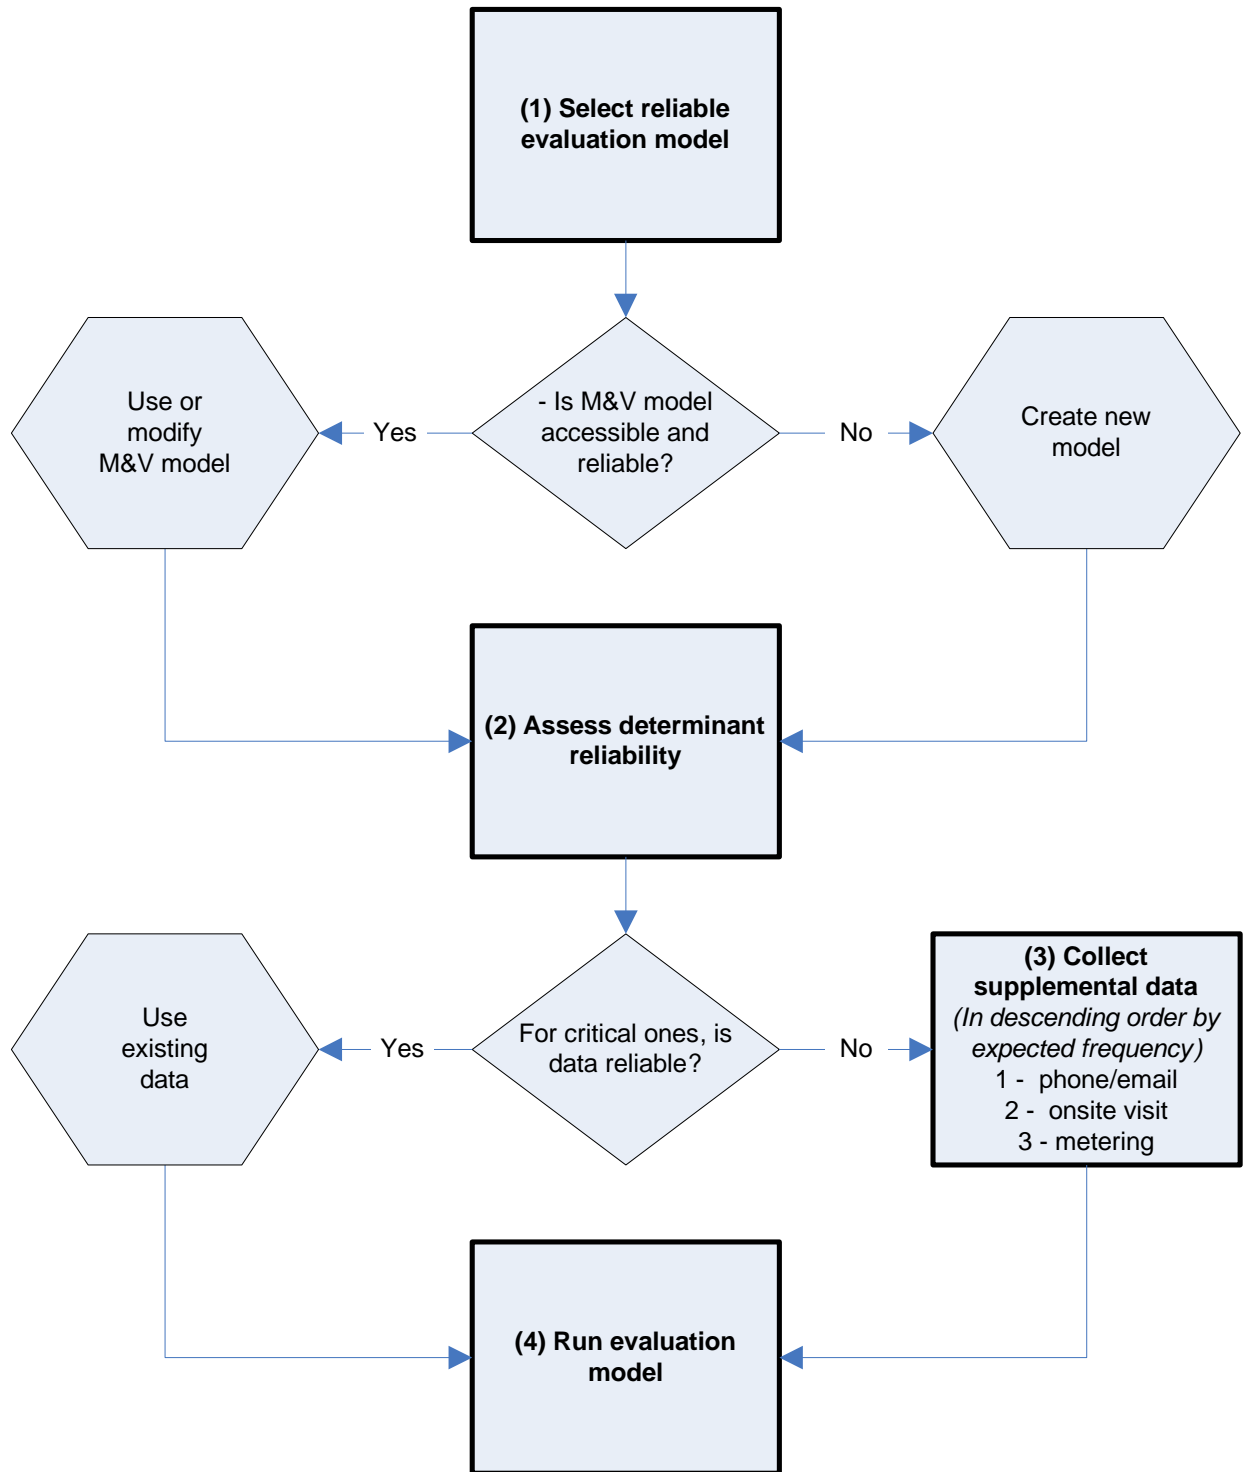 (1) Select reliable
evaluation model
Use or
modify
M&V model
Yes
- Is M&V model
accessible and
reliable?
No
Create new
model
(2) Assess determinant
reliability
Use
existing
data
Yes
For critical ones, is
data reliable?
No
(3) Collect
supplemental data
(In descending order by
expected frequency)
1 - phone/email
2 - onsite visit
3 - metering
(4) Run evaluation
model